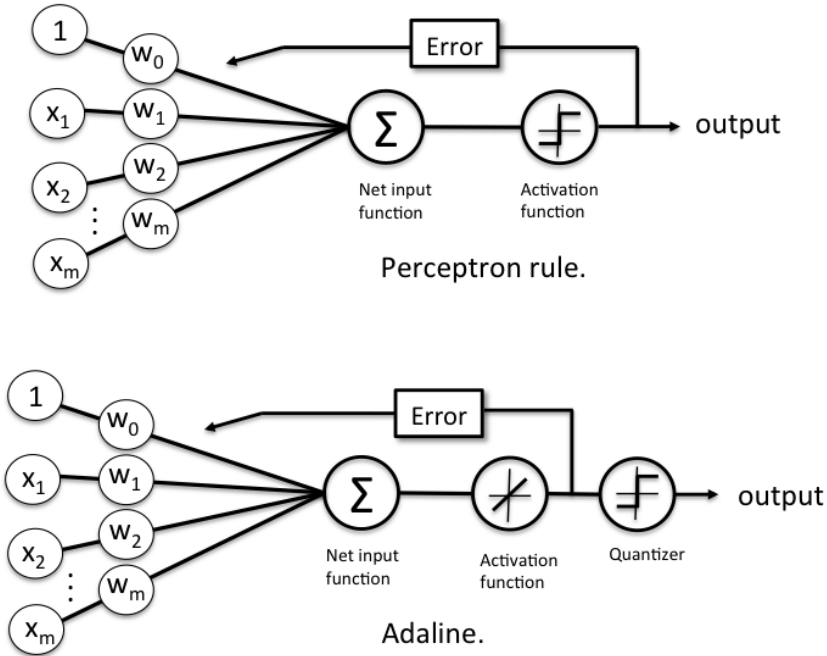 1
w0
Error
x1
w1
Σ
output
x2
w2
Net input
function
Activation
function
⋮
wm
xm
Perceptron rule.
1
w0
Error
x1
w1
Σ
output
x2
w2
Net input
function
Activation
function
Quantizer
⋮
wm
xm
Adaline.